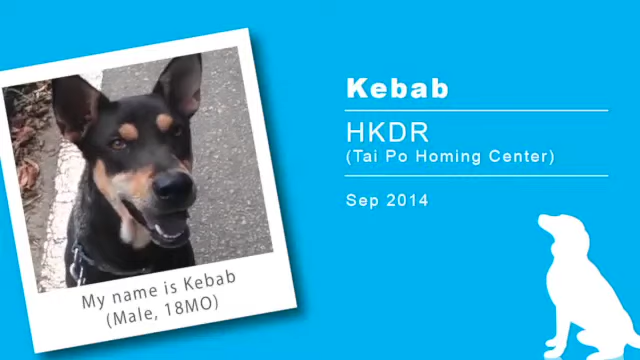 My name is Kebab
(Male, 18MO)
Kebab
HKDR
(Tai Po Homing Center)
Sep 2014